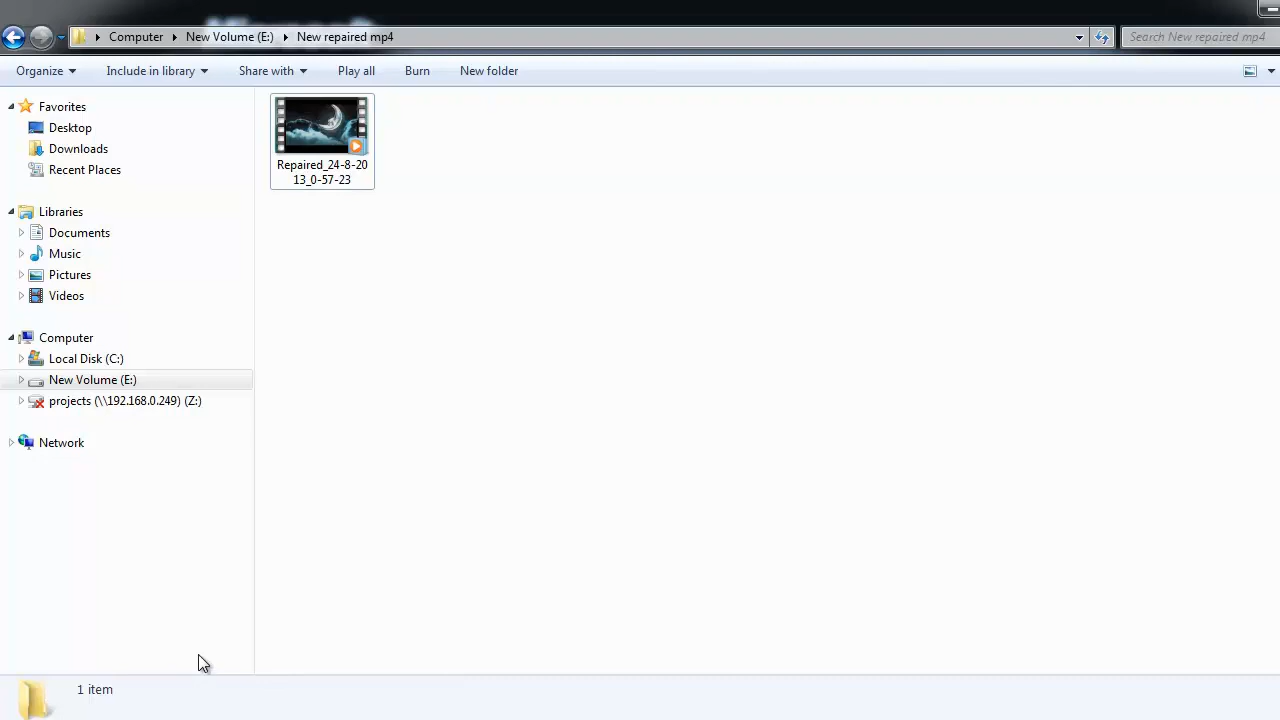 Computer ▸ New Volume (E:) ▸ New repaired mp4
Search New repaired mp4
Organize
Include in library
Share with
Play all
Burn
New folder
Favorites
Desktop
Downloads
Recent Places
Libraries
Documents
Music
Pictures
Videos
Computer
Local Disk (C:)
New Volume (E:)
projects (\\192.168.0.249) (Z:)
Network
Repaired_24-8-20
13_0-57-23
1 item